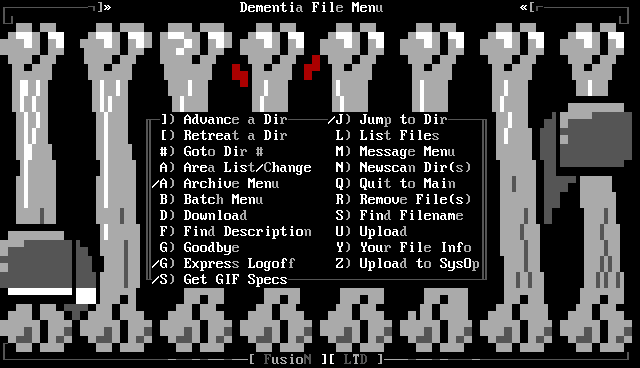 ]» Dementia File Menu «[
]) Advance a Dir /J) Jump to Dir
[) Retreat a Dir L) List Files
#) Goto Dir # M) Message Menu
A) Area List/Change N) Newscan Dir(s)
/A) Archive Menu Q) Quit to Main
B) Batch Menu R) Remove File(s)
D) Download S) Find Filename
F) Find Description U) Upload
G) Goodbye Y) Your File Info
/G) Express Logoff Z) Upload to SysOp
/S) Get GIF Specs
[ FusioN ][ LTD ]